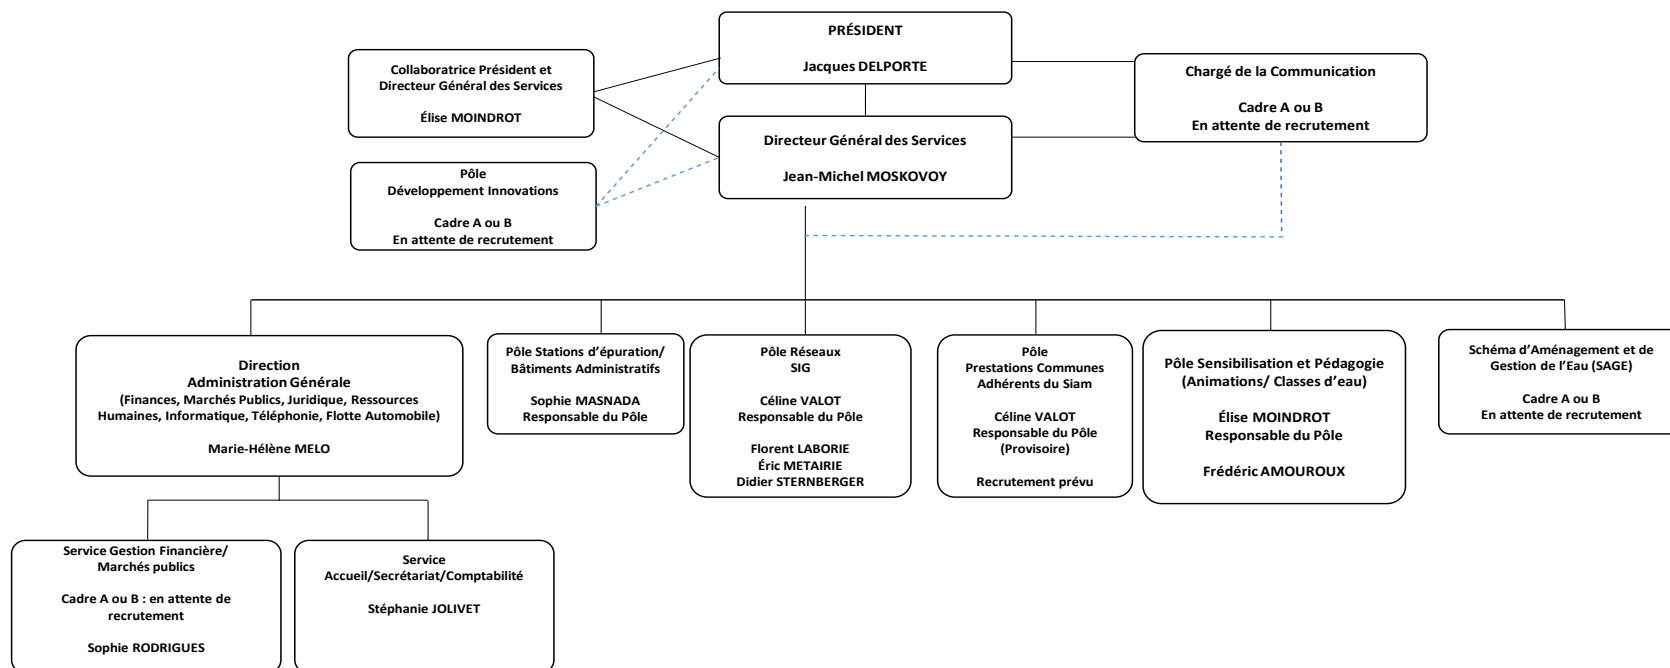 PRÉSIDENT
Jacques DELPORTE
Collaboratrice Président et
Directeur Général des Services
Élise MOINDROT
Chargé de la Communication
Cadre A ou B
En attente de recrutement
Directeur Général des Services
Jean-Michel MOSKOVOY
Pôle
Développement Innovations
Cadre A ou B
En attente de recrutement
Direction
Administration Générale
(Finances, Marchés Publics, Juridique, Ressources
Humaines, Informatique, Téléphonie, Flotte Automobile)
Marie-Hélène MELO
Pôle Stations d’épuration/
Bâtiments Administratifs
Sophie MASNADA
Responsable du Pôle
Pôle Réseaux
SIG
Céline VALOT
Responsable du Pôle
Florent LABORIE
Éric METAIRIE
Didier STERNBERGER
Pôle
Prestations Communes
Adhérents du Siam
Céline VALOT
Responsable du Pôle
(Provisoire)
Recrutement prévu
Pôle Sensibilisation et Pédagogie
(Animations/ Classes d’eau)
Élise MOINDROT
Responsable du Pôle
Frédéric AMOUROUX
Schéma d’Aménagement et de
Gestion de l’Eau (SAGE)
Cadre A ou B
En attente de recrutement
Service Gestion Financière/
Marchés publics
Cadre A ou B : en attente de
recrutement
Sophie RODRIGUES
Service
Accueil/Secrétariat/Comptabilité
Stéphanie JOLIVET